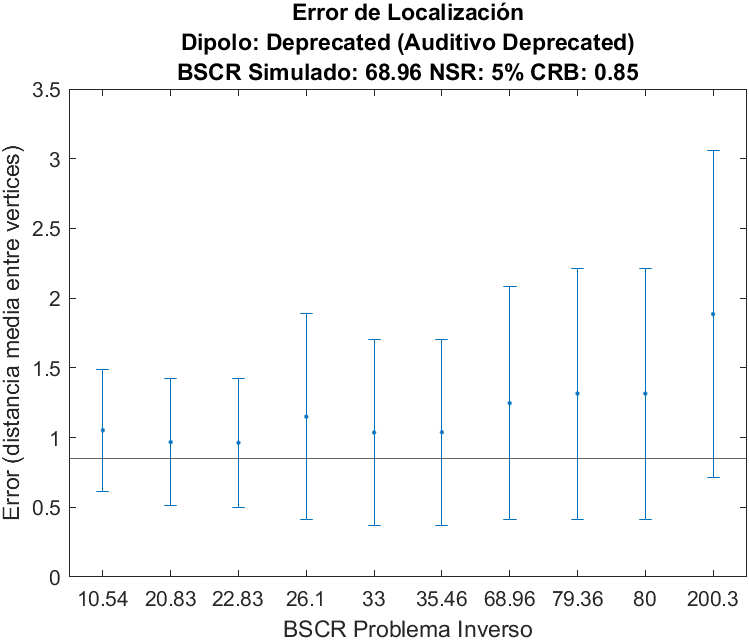 Error de Localización
Dipolo: Deprecated (Auditivo Deprecated)
BSCR Simulado: 68.96 NSR: 5% CRB: 0.85
Error (distancia media entre vertices)
3.5
3
2.5
2
1.5
1
0.5
0
10.54 20.83 22.83 26.1 33 35.46 68.96 79.36 80 200.3
BSCR Problema Inverso